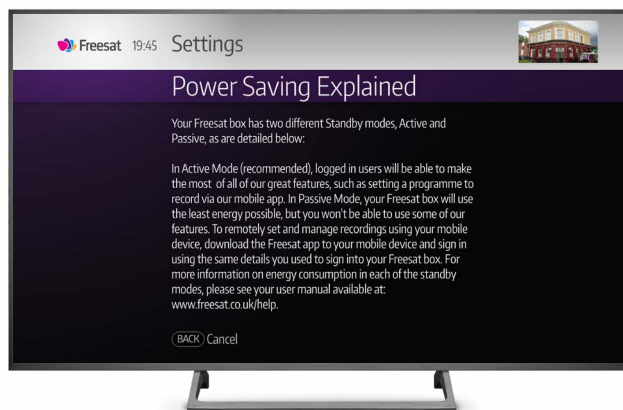 Freesat 19:45 Settings
Power Saving Explained
Your Freesat box has two different Standby modes, Active and
Passive, as are detailed below:
In Active Mode (recommended), logged in users will be able to make
the most of all of our great features, such as setting a programme to
record via our mobile app. In Passive Mode, your Freesat box will use
the least energy possible, but you won't be able to use some of our
features. To remotely set and manage recordings using your mobile
device, download the Freesat app to your mobile device and sign in
using the same details you used to sign into your Freesat box. For
more information on energy consumption in each of the standby
modes, please see your user manual available at:
www.freesat.co.uk/help.
BACK Cancel